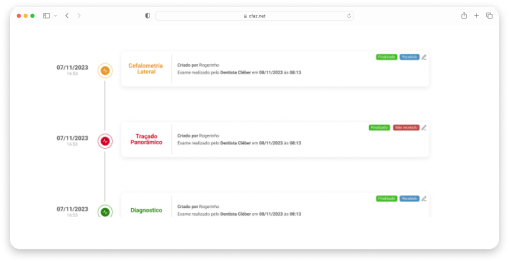 cfaz.net
07/11/2023
16:55
Cefalometria
Lateral
Criado por Rogerinho
Exame realizado pelo Dentista Cléber em 08/11/2023 às 08:13
Finalizado
Revisado
07/11/2023
16:55
Traçado
Panorâmico
Criado por Rogerinho
Exame realizado pelo Dentista Cléber em 08/11/2023 às 08:13
Finalizado
Não revisado
07/11/2023
16:55
Diagnostico
Criado por Rogerinho
Exame realizado pelo Dentista Cléber em 08/11/2023 às 08:13
Finalizado
Revisado